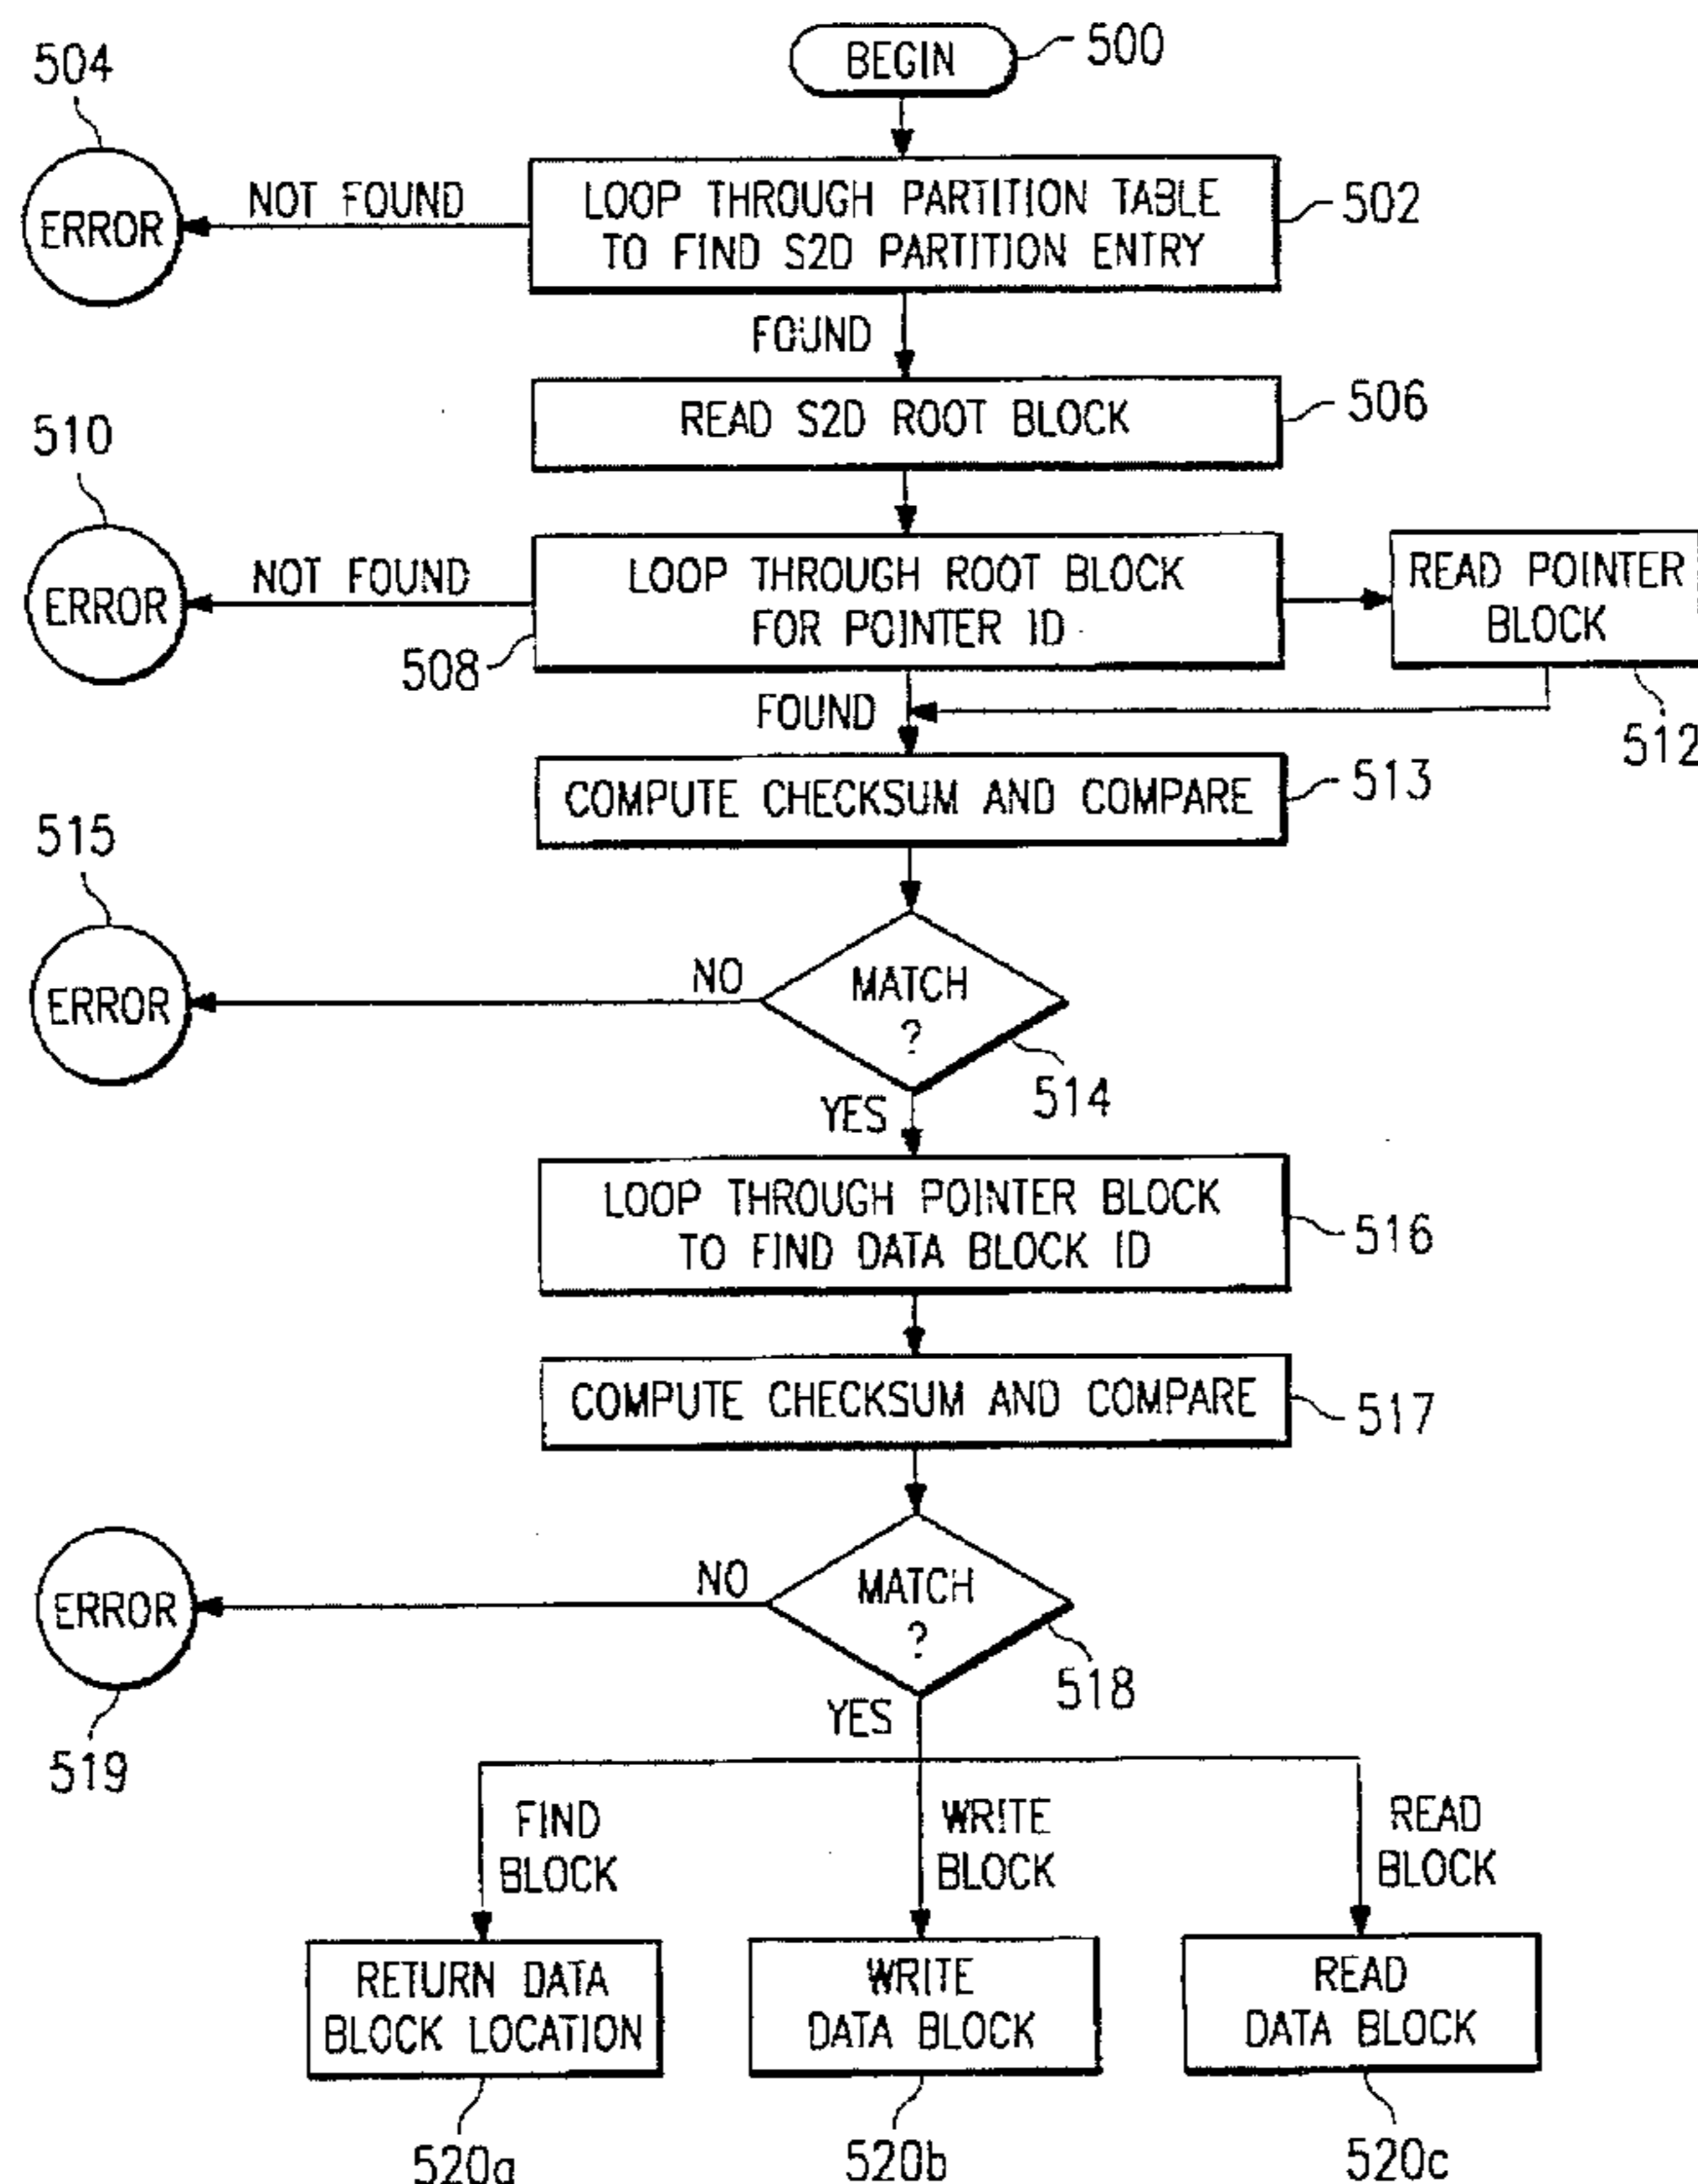 BEGIN
500
504
ERROR
NOT FOUND
LOOP THROUGH PARTITION TABLE
TO FIND S2D PARTITION ENTRY
502
FOUND
READ S2D ROOT BLOCK
506
510
ERROR
NOT FOUND
LOOP THROUGH ROOT BLOCK
FOR POINTER ID
508
READ POINTER
BLOCK
512
FOUND
COMPUTE CHECKSUM AND COMPARE
513
515
ERROR
NO
MATCH
?
514
YES
LOOP THROUGH POINTER BLOCK
TO FIND DATA BLOCK ID
516
COMPUTE CHECKSUM AND COMPARE
517
ERROR
519
NO
MATCH
?
518
YES
FIND
BLOCK
WRITE
BLOCK
READ
BLOCK
RETURN DATA
BLOCK LOCATION
WRITE
DATA BLOCK
READ
DATA BLOCK
520a
520b
520c